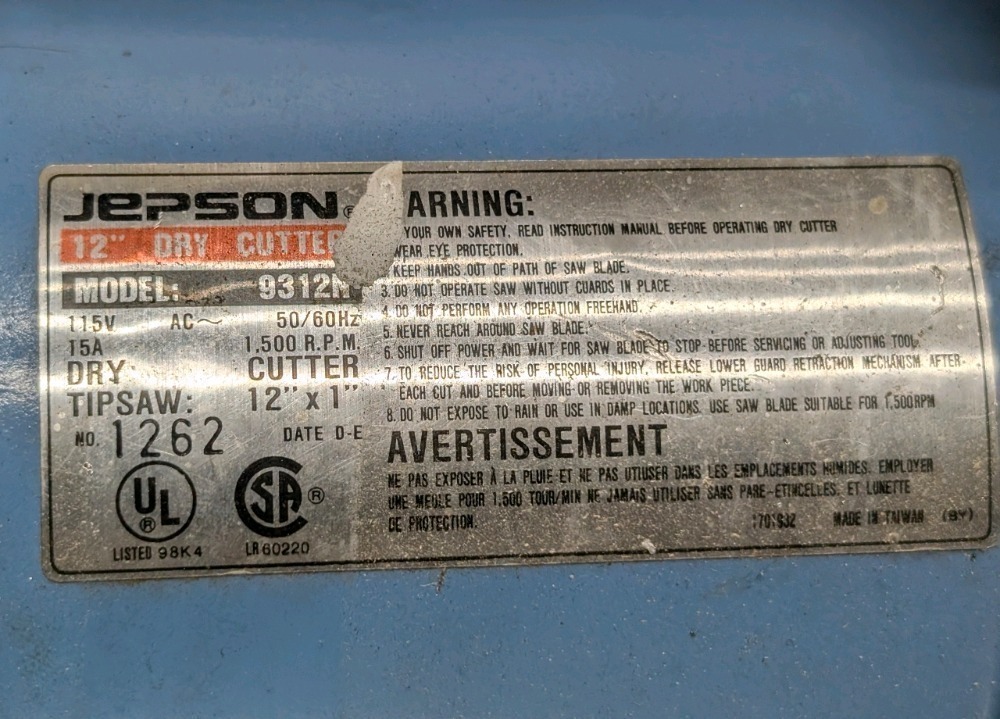 JEPSON ®
12" DRY CUTTER
MODEL: 9312N
115V AC~ 50/60Hz
15A 1,500 R.P.M.
DRY CUTTER
TIPSAW: 12" x 1"
NO. 1262 DATE D-E
UL ®
LISTED 98K4
SA ®
LR 60220
ARNING:
YOUR OWN SAFETY, READ INSTRUCTION MANUAL BEFORE OPERATING DRY CUTTER
WEAR EYE PROTECTION.
KEEP HANDS OUT OF PATH OF SAW BLADE.
3. DO NOT OPERATE SAW WITHOUT GUARDS IN PLACE.
4. DO NOT PERFORM ANY OPERATION FREEHAND.
5. NEVER REACH AROUND SAW BLADE.
6. SHUT OFF POWER AND WAIT FOR SAW BLADE TO STOP BEFORE SERVICING OR ADJUSTING TOOL.
7. TO REDUCE THE RISK OF PERSONAL INJURY, RELEASE LOWER GUARD RETRACTION MECHANISM AFTER
EACH CUT AND BEFORE MOVING OR REMOVING THE WORK PIECE.
8. DO NOT EXPOSE TO RAIN OR USE IN DAMP LOCATIONS. USE SAW BLADE SUITABLE FOR 1,500RPM
AVERTISSEMENT
NE PAS EXPOSER À LA PLUIE ET NE PAS UTILISER DANS LES EMPLACEMENTS HUMIDES. EMPLOYER
UNE MEULE POUR 1,500 TOUR/MIN NE JAMAIS UTILISER SANS PARE-ETINCELLES. ET LUNETTE
DE PROTECTION.
MADE IN TAIWAN (BY)